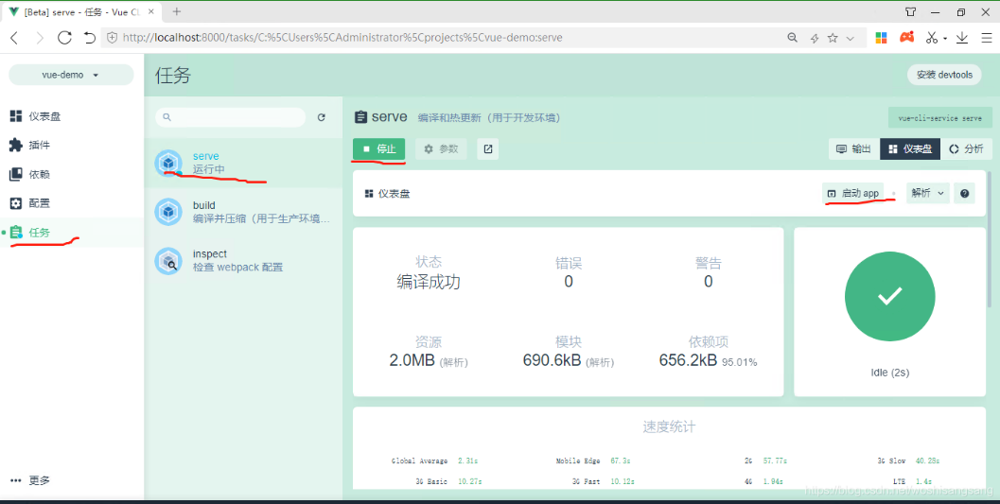 [Beta] serve - 任务 - Vue CL
http://localhost:8000/tasks/C:%5CUsers%5CAdministrator%5Cprojects%5Cvue-demo:serve
vue-demo
任务
安装 devtools
仪表盘
插件
依赖
配置
任务
更多
serve
运行中
build
编译并压缩（用于生产环境...
inspect
检查 webpack 配置
serve 编译和热更新（用于开发环境）
vue-cli-service serve
停止
参数
输出
仪表盘
分析
仪表盘
启动 app
解析
状态
编译成功
错误
0
警告
0
资源
2.0MB (解析)
模块
690.6kB (解析)
依赖项
656.2kB 95.01%
Idle (2s)
速度统计
Global Average 2.31s
Mobile Edge 67.3s
2G 57.77s
3G Slow 40.28s
3G Basic 10.27s
3G Fast 10.12s
4G 1.94s
LTE 1.4s